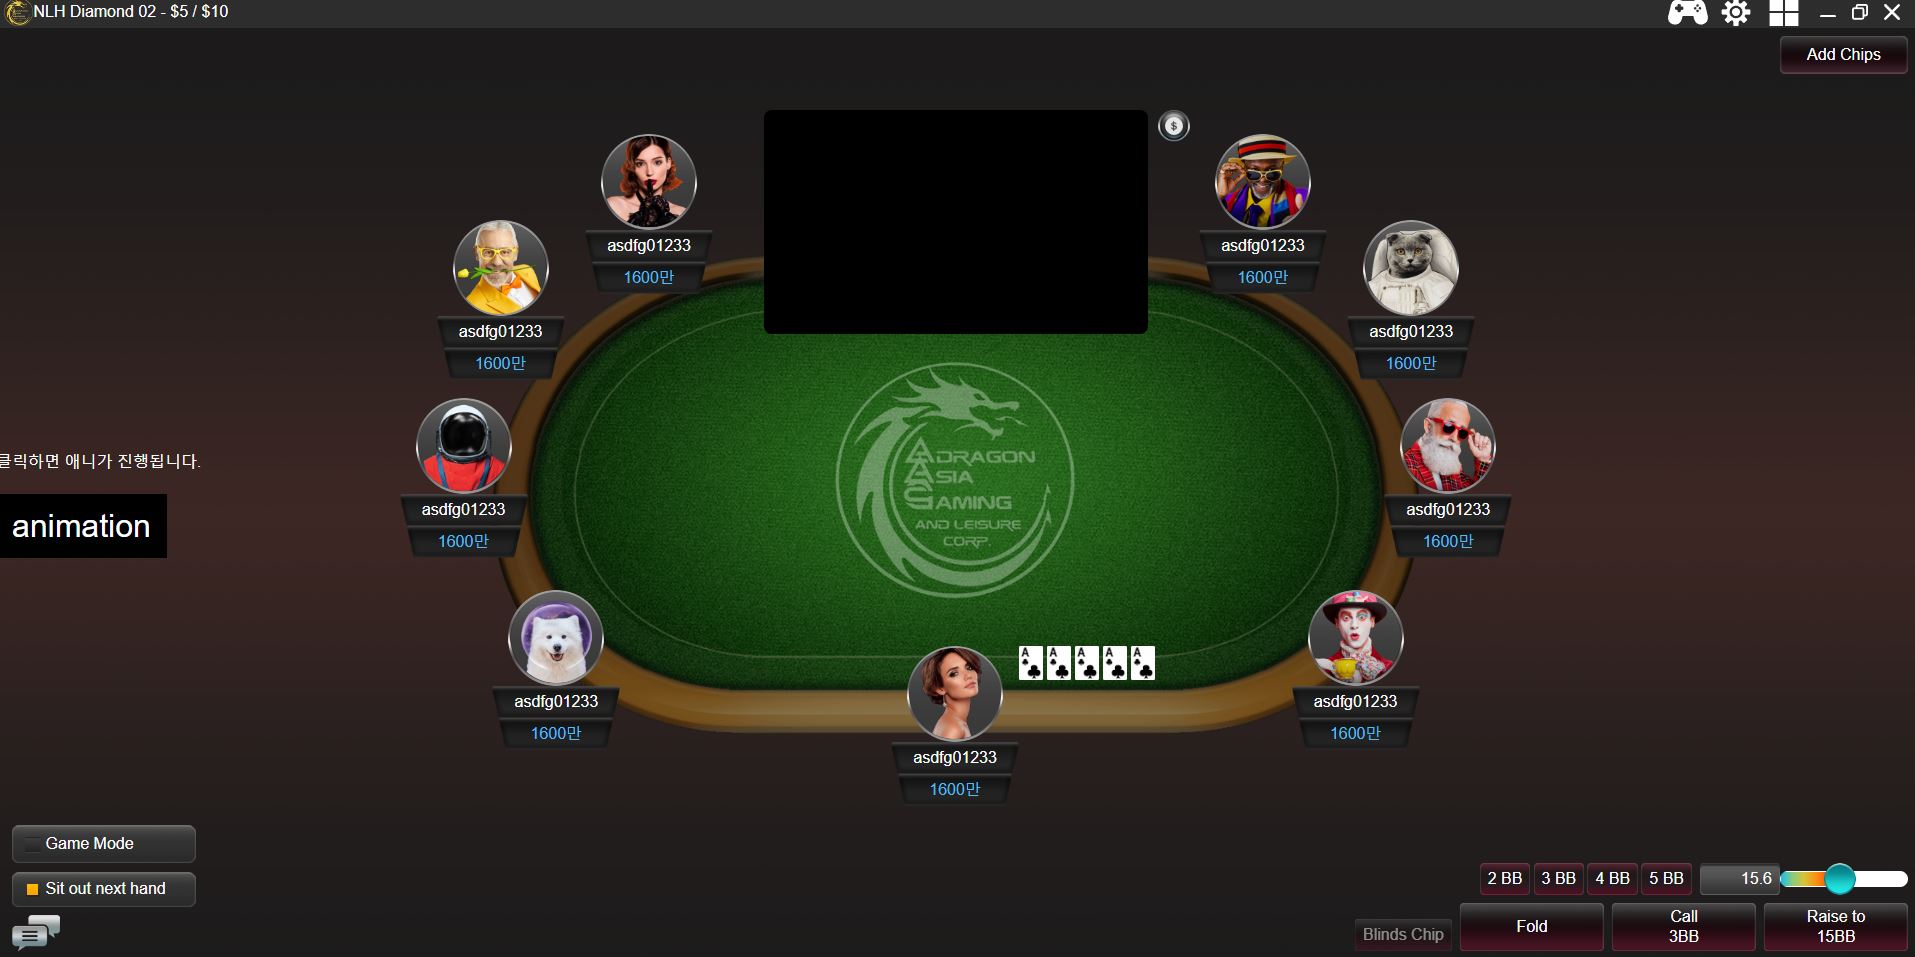 NLH Diamond 02 - $5 / $10
Add Chips
$
asdfg01233
1600만
asdfg01233
1600만
asdfg01233
1600만
asdfg01233
1600만
asdfg01233
1600만
asdfg01233
1600만
클릭하면 애니가 진행됩니다.
animation
DRAGON
ASIA
GAMING
AND LEISURE
CORP.
A A A A A
asdfg01233
1600만
asdfg01233
1600만
asdfg01233
1600만
Game Mode
Sit out next hand
2 BB
3 BB
4 BB
5 BB
15.6
Blinds Chip
Fold
Call
3BB
Raise to
15BB